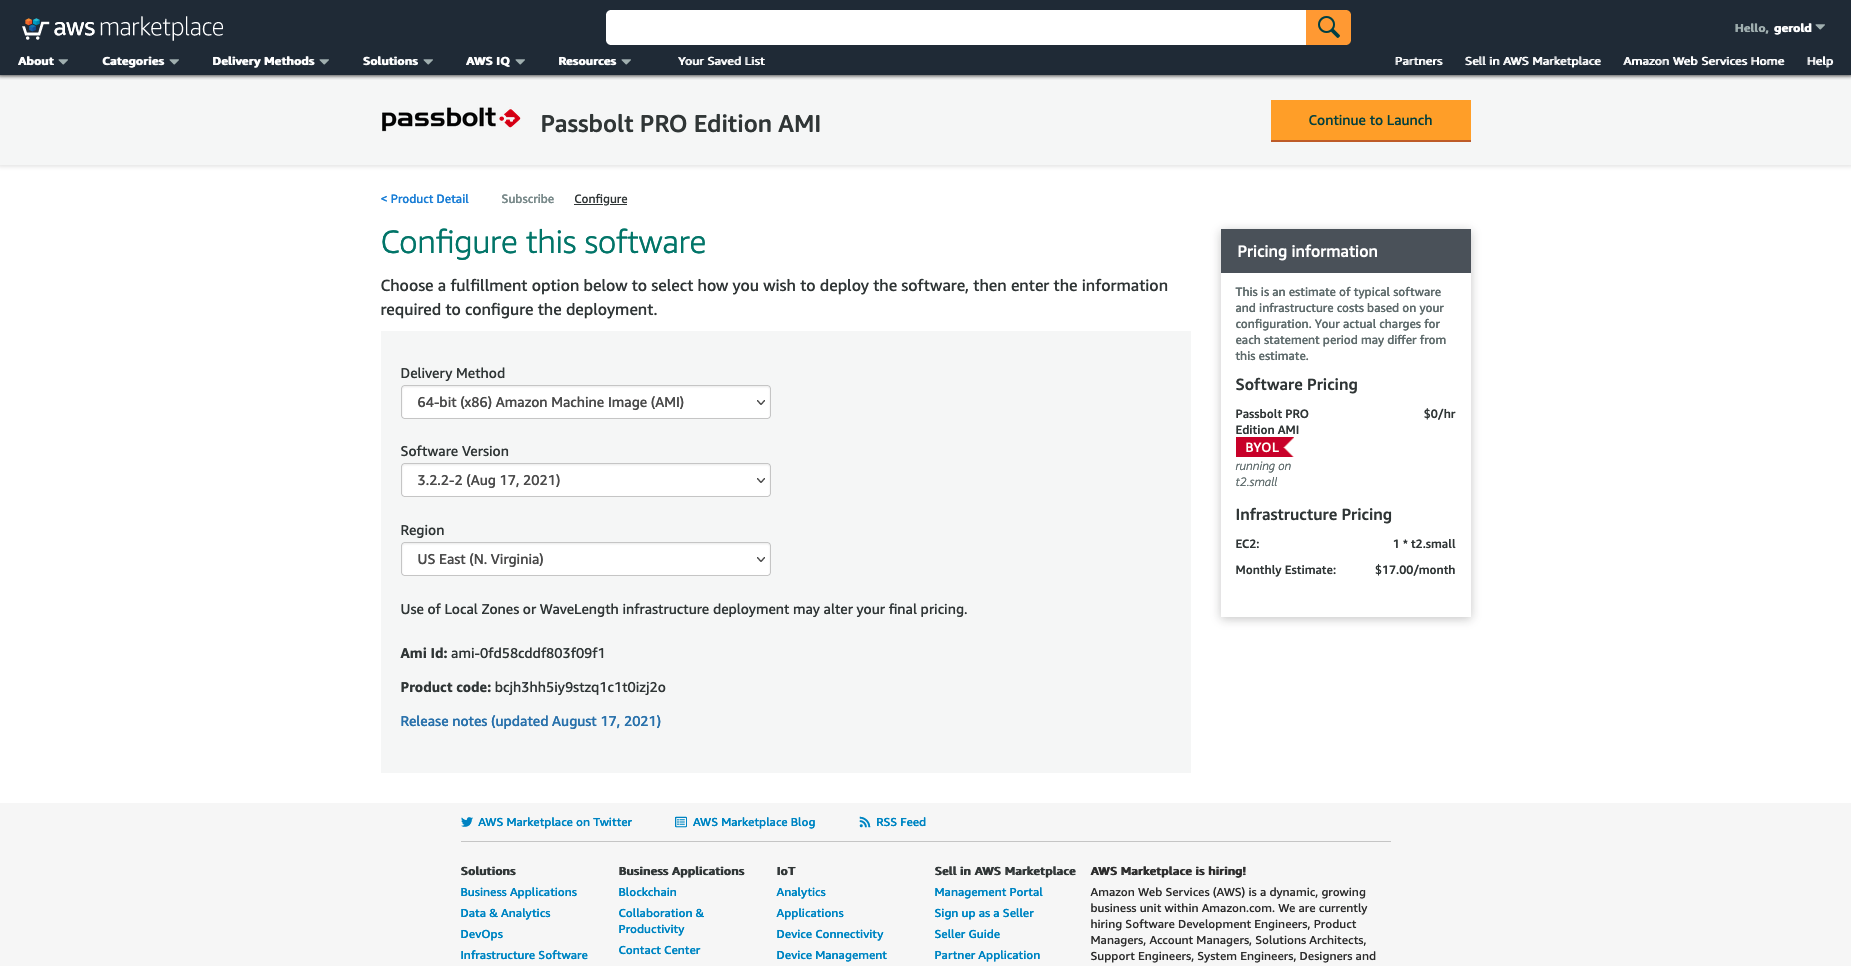 aws marketplace
Hello, gerold
About
Categories
Delivery Methods
Solutions
AWS IQ
Resources
Your Saved List
Partners
Sell in AWS Marketplace
Amazon Web Services Home
Help
passbolt
Passbolt PRO Edition AMI
Continue to Launch
< Product Detail
Subscribe
Configure
Configure this software
Choose a fulfillment option below to select how you wish to deploy the software, then enter the information
required to configure the deployment.
Delivery Method
64-bit (x86) Amazon Machine Image (AMI)
Software Version
3.2.2-2 (Aug 17, 2021)
Region
US East (N. Virginia)
Use of Local Zones or WaveLength infrastructure deployment may alter your final pricing.
Ami Id: ami-0fd58cddf803f09f1
Product code: bcjh3hh5iy9stzq1c1t0izj2o
Release notes (updated August 17, 2021)
Pricing information
This is an estimate of typical software
and infrastructure costs based on your
configuration. Your actual charges for
each statement period may differ from
this estimate.
Software Pricing
Passbolt PRO $0/hr
Edition AMI
BYOL
running on
t2.small
Infrastructure Pricing
EC2: 1 * t2.small
Monthly Estimate: $17.00/month
AWS Marketplace on Twitter
AWS Marketplace Blog
RSS Feed
Solutions
Business Applications
Data & Analytics
DevOps
Infrastructure Software
Business Applications
Blockchain
Collaboration &
Productivity
Contact Center
IoT
Analytics
Applications
Device Connectivity
Device Management
Sell in AWS Marketplace
Management Portal
Sign up as a Seller
Seller Guide
Partner Application
AWS Marketplace is hiring!
Amazon Web Services (AWS) is a dynamic, growing
business unit within Amazon.com. We are currently
hiring Software Development Engineers, Product
Managers, Account Managers, Solutions Architects,
Support Engineers, System Engineers, Designers and